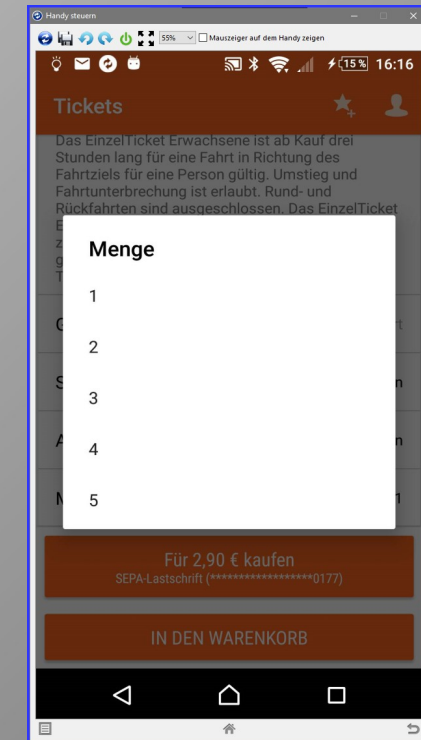 Handy steuern
55%
Mauszeiger auf dem Handy zeigen
15% 16:16
Tickets
Das EinzelTicket Erwachsene ist ab Kauf drei
Stunden lang für eine Fahrt in Richtung des
Fahrtziels für eine Person gültig. Umstieg und
Fahrtunterbrechung ist erlaubt. Rund- und
Rückfahrten sind ausgeschlossen. Das EinzelTicket
Menge
1
2
3
4
5
1
Für 2,90 € kaufen
SEPA-Lastschrift (******************0177)
IN DEN WARENKORB